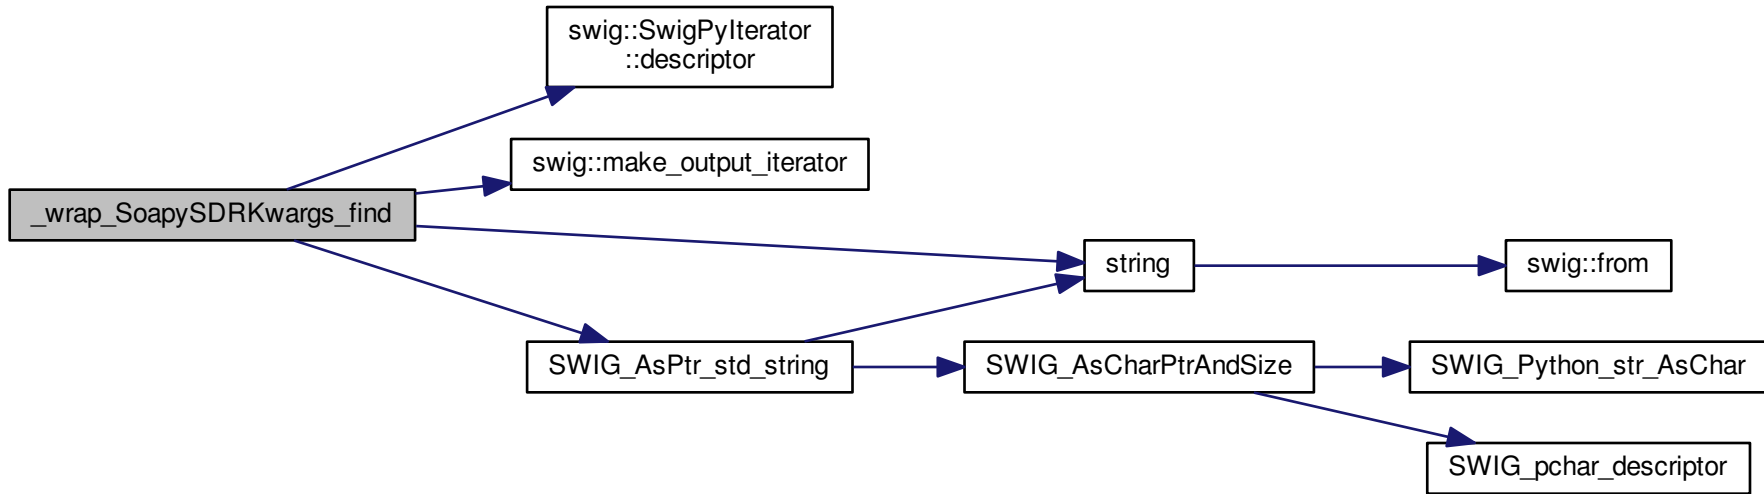 swig::SwigPyIterator
::descriptor
swig::make_output_iterator
_wrap_SoapySDRKwargs_find
string
swig::from
SWIG_AsPtr_std_string
SWIG_AsCharPtrAndSize
SWIG_Python_str_AsChar
SWIG_pchar_descriptor